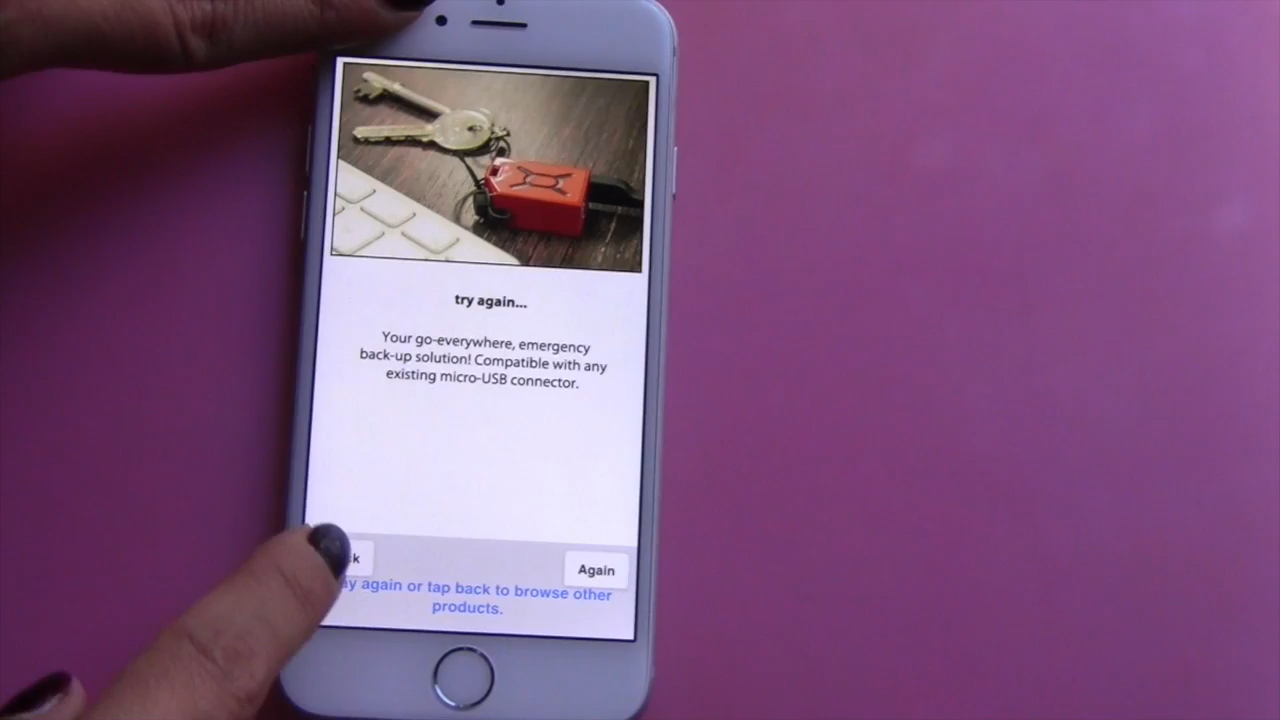 try again...
Your go-everywhere, emergency
back-up solution! Compatible with any
existing micro-USB connector.
Again
again or tap back to browse other
products.